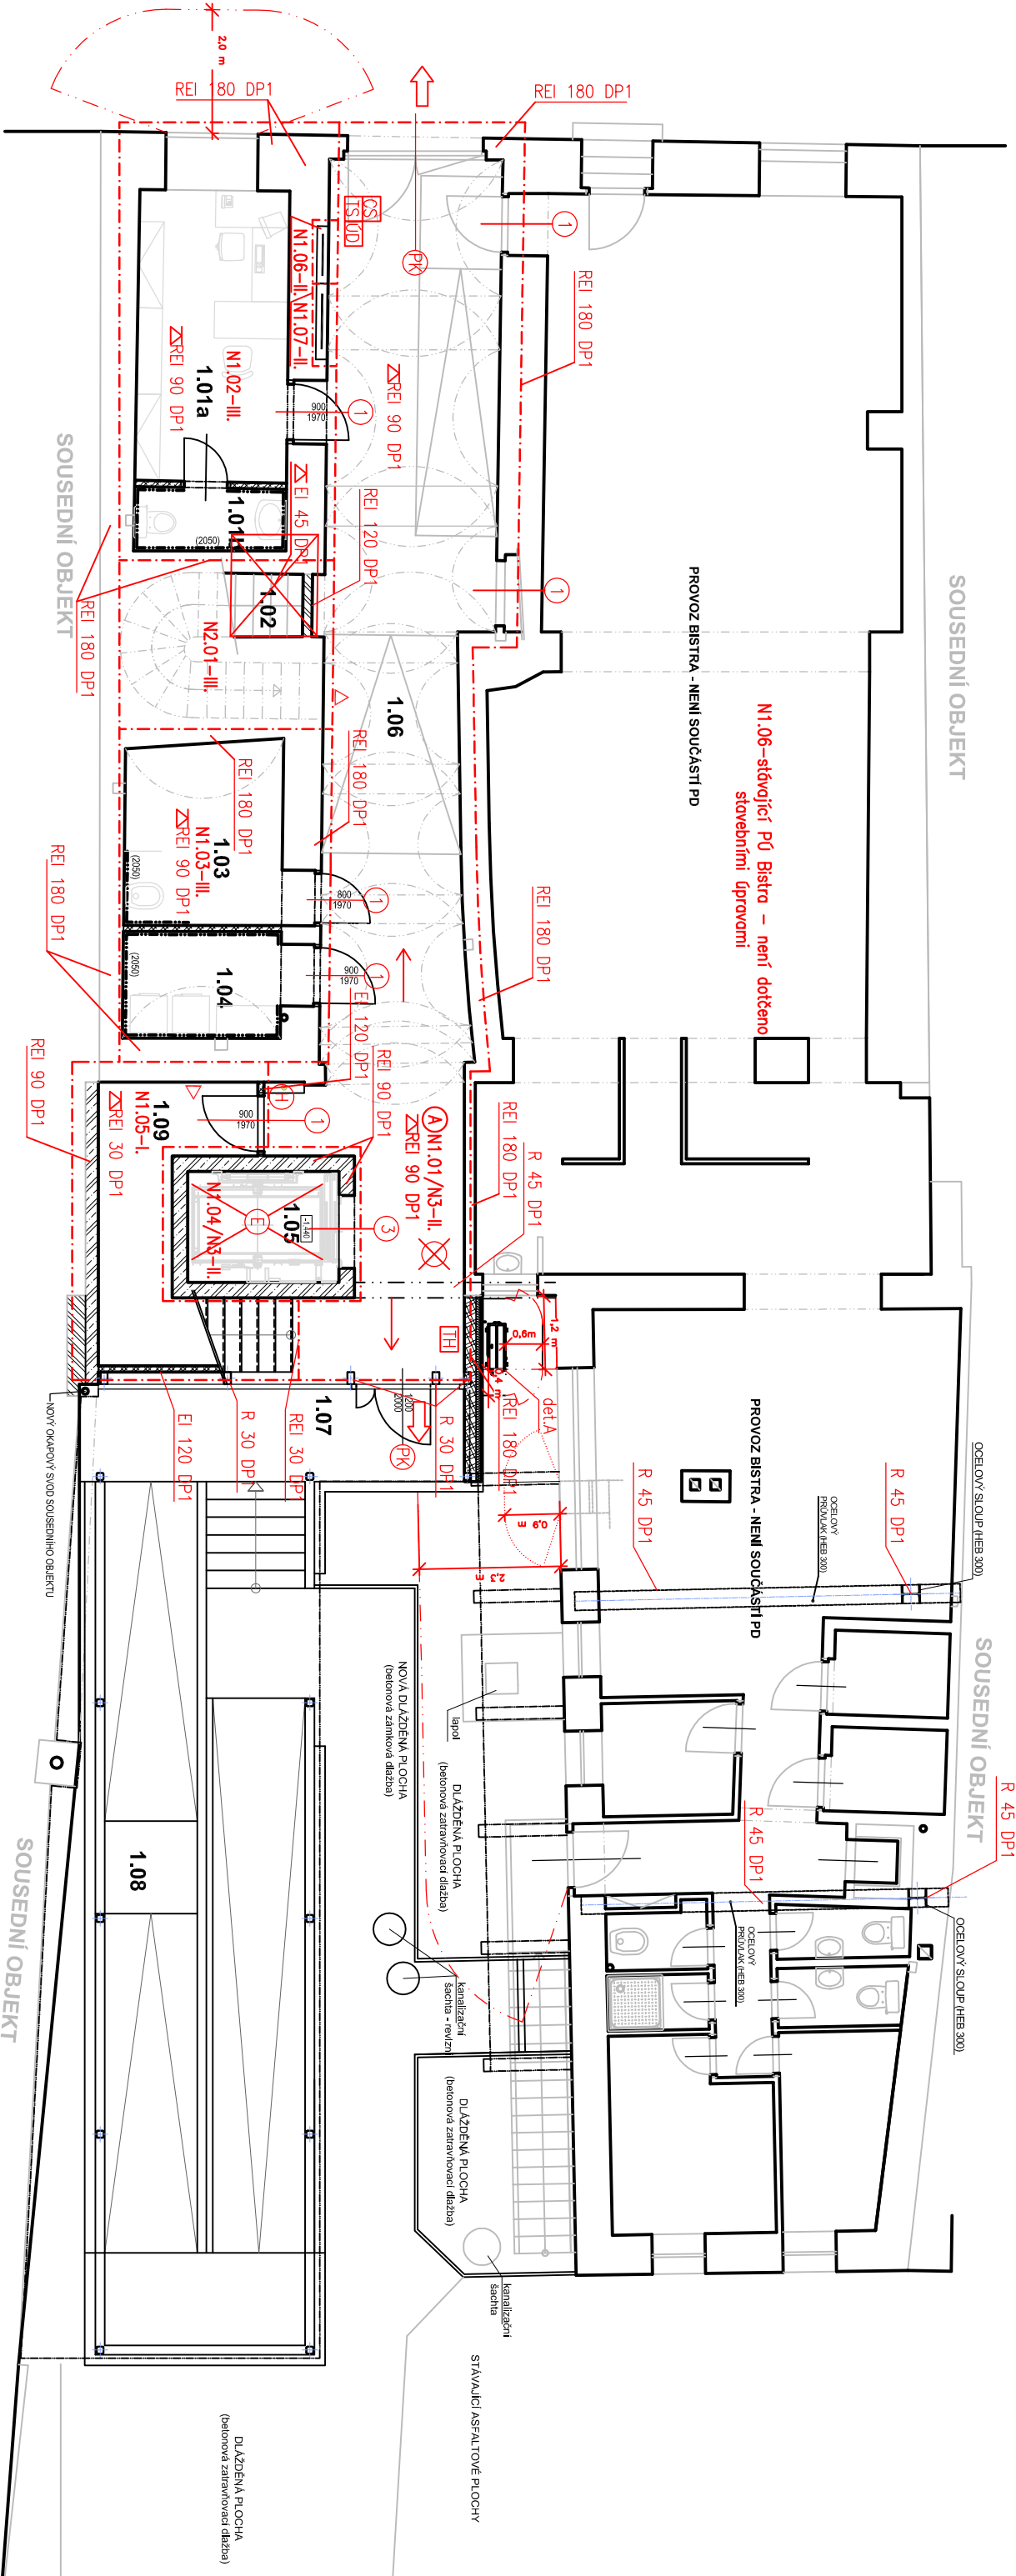 2,0 m
REI 180 DP1
REI 180 DP1
CS
TS ÚD
PK
1
N1.06-II.
N1.07-II.
REI 180 DP1
N1.02-III.
1.01a
REI 90 DP1
REI 90 DP1
900
1970
1
SOUSEDNÍ OBJEKT
(2050)
EI 45
REI 120 DP1
1.02
1
REI 180 DP1
N2.01-III.
PROVOZ BISTRA - NENÍ SOUČÁSTÍ PD
SOUSEDNÍ OBJEKT
N1.06-stávající PÚ Bistra - není dotčeno
stavebními úpravami
1.06
REI 180 DP1
REI 180 DP1
1.03
N1.03-III.
REI 90 DP1
(2050)
800
1970
1
REI 180 DP1
REI 180 DP1
1.04
(2050)
900
1970
1
EI 120 DP1
REI 90 DP1
REI 90 DP1
1.09
N1.05-I.
REI 30 DP1
H
900
1970
1
A
N1.01/N3-II.
REI 90 DP1
REI 180 DP1
R 45 DP1
1.05
-1,440
E
N1.04/N3-II.
3
TH
1,2 m
0,6m
det.A
REI 180 DP1
1.07
1200
2000
PK
R 30 DP1
REI 30 DP1
R 30 DP1
EI 120 DP1
NOVÝ OKAPOVÝ SVOD SOUSEDNÍHO OBJEKTU
0,9 m
2,3 m
PROVOZ BISTRA - NENÍ SOUČÁSTÍ PD
R 45 DP1
R 45 DP1
OCELOVÝ
PRŮVLAK (HEB 300)
OCELOVÝ SLOUP (HEB 300)
SOUSEDNÍ OBJEKT
lapol
NOVÁ DLÁŽDĚNÁ PLOCHA
(betonová zámková dlažba)
DLÁŽDĚNÁ PLOCHA
(betonová zatravňovací dlažba)
R 45 DP1
R 45 DP1
OCELOVÝ
PRŮVLAK (HEB 300)
OCELOVÝ SLOUP (HEB 300)
1.08
SOUSEDNÍ OBJEKT
kanalizační
šachta - revizní
DLÁŽDĚNÁ PLOCHA
(betonová zatravňovací dlažba)
kanalizační
šachta
STÁVAJÍCÍ ASFALTOVÉ PLOCHY
DLÁŽDĚNÁ PLOCHA
(betonová zatravňovací dlažba)